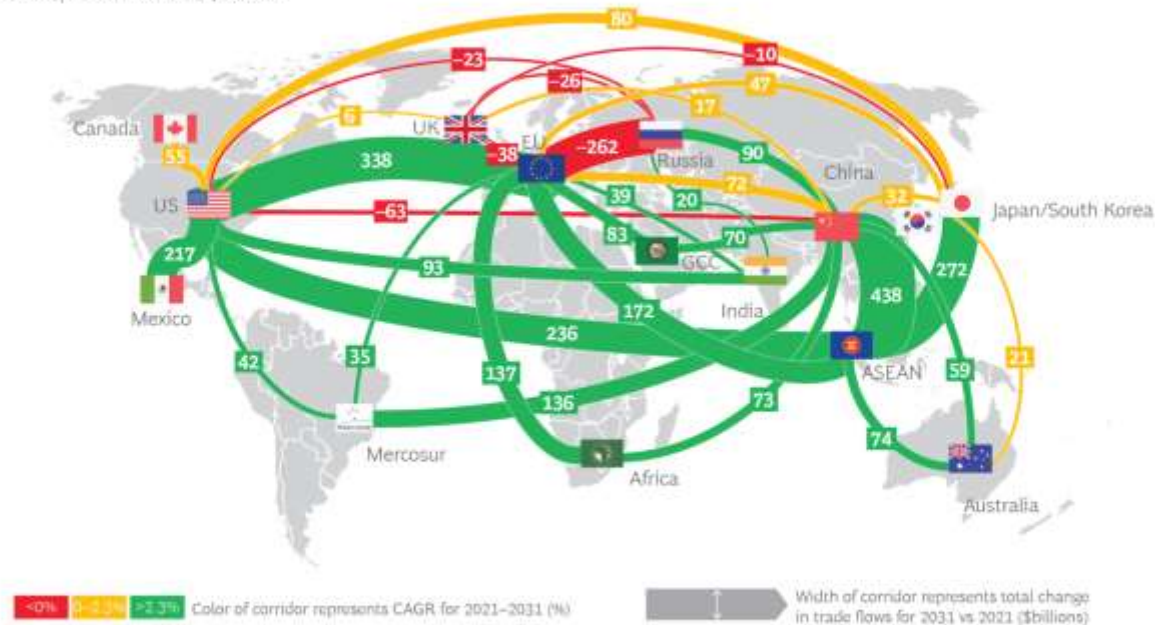 80
-23
-10
-26
47
6
17
Canada
UK
EU
55
338
-38
-262
Russia
90
China
72
32
US
39
20
-63
Japan/South Korea
83
70
217
GCC
93
272
India
438
Mexico
172
236
ASEAN
21
42
35
137
59
136
73
74
Mercosur
Africa
Australia
<0%
>2.3%
Color of corridor represents CAGR for 2021–2031 (%)
Width of corridor represents total change
in trade flows for 2031 vs 2021 ($billions)